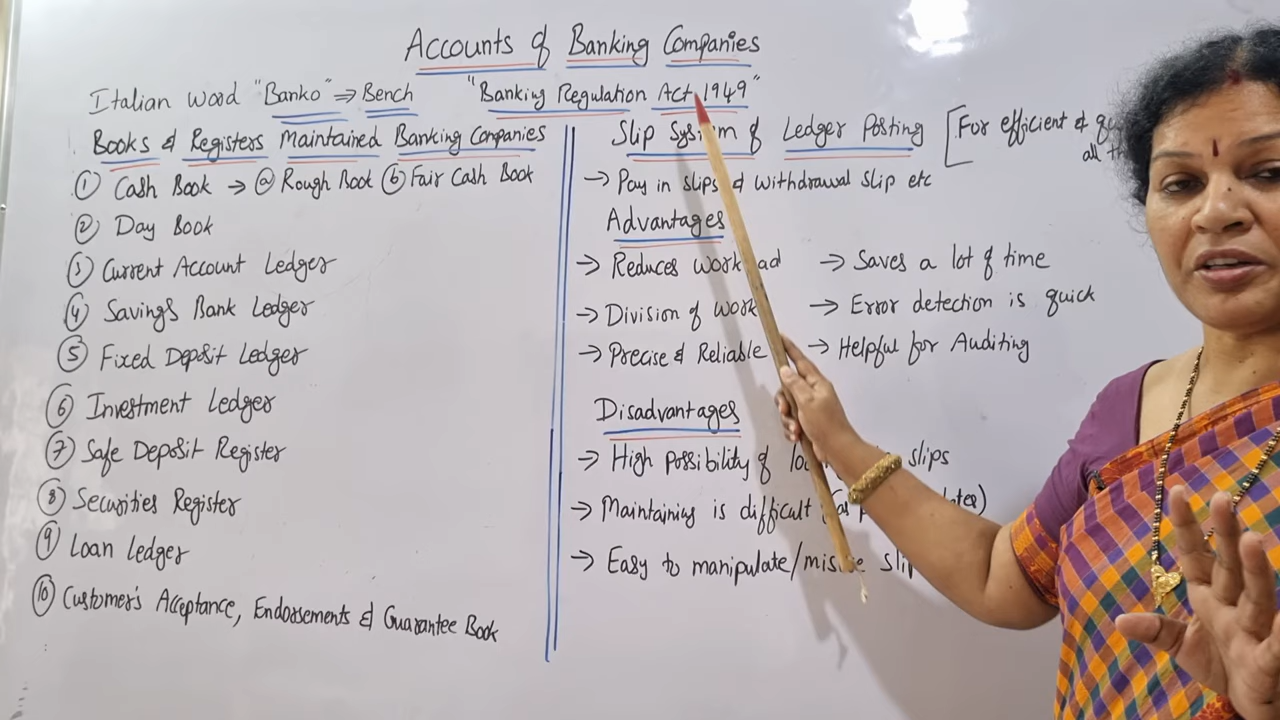 Accounts of Banking Companies
Italian word "Banko" ⇒ Bench "Banking Regulation Act 1949"
Books & Registers Maintained Banking Companies
① Cash Book → ⓐ Rough Book ⓑ Fair Cash Book
② Day Book
③ Current Account Ledger
④ Savings Bank Ledger
⑤ Fixed Deposit Ledger
⑥ Investment Ledger
⑦ Safe Deposit Register
⑧ Securities Register
⑨ Loan Ledger
⑩ Customer's Acceptance, Endorsements & Guarantee Book
Slip System of Ledger Posting [For efficient &
all
→ Pay in slips & withdrawal slip etc
Advantages
→ Reduces work → Saves a lot of time
→ Division of work → Error detection is quick
→ Precise & Reliable → Helpful for Auditing
Disadvantages
→ High possibility of slips
→ Maintaining is difficult
→ Easy to manipulate/